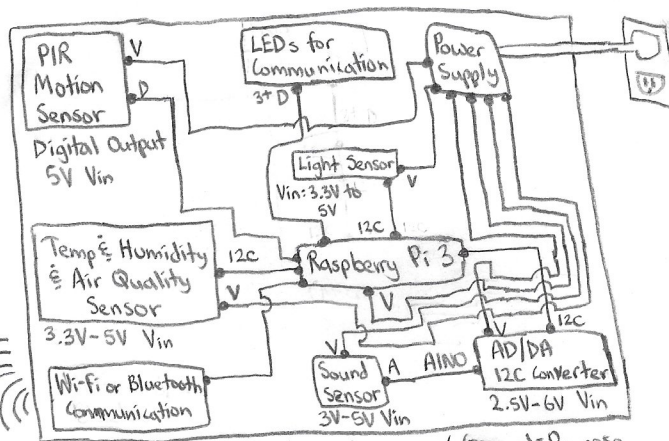 PIR
Motion
Sensor
V
D
Digital Output
5V Vin
LEDs for
Communication
3+ D
Power
Supply
Light Sensor
V
Vin: 3.3V to
5V
I2C
Temp & Humidity
& Air Quality
Sensor
I2C
V
3.3V-5V Vin
Raspberry Pi 3
V
Wi-Fi or Bluetooth
Communication
V
Sound
Sensor
A
AIN0
3V-5V Vin
V
I2C
AD/DA
I2C Converter
2.5V-6V Vin